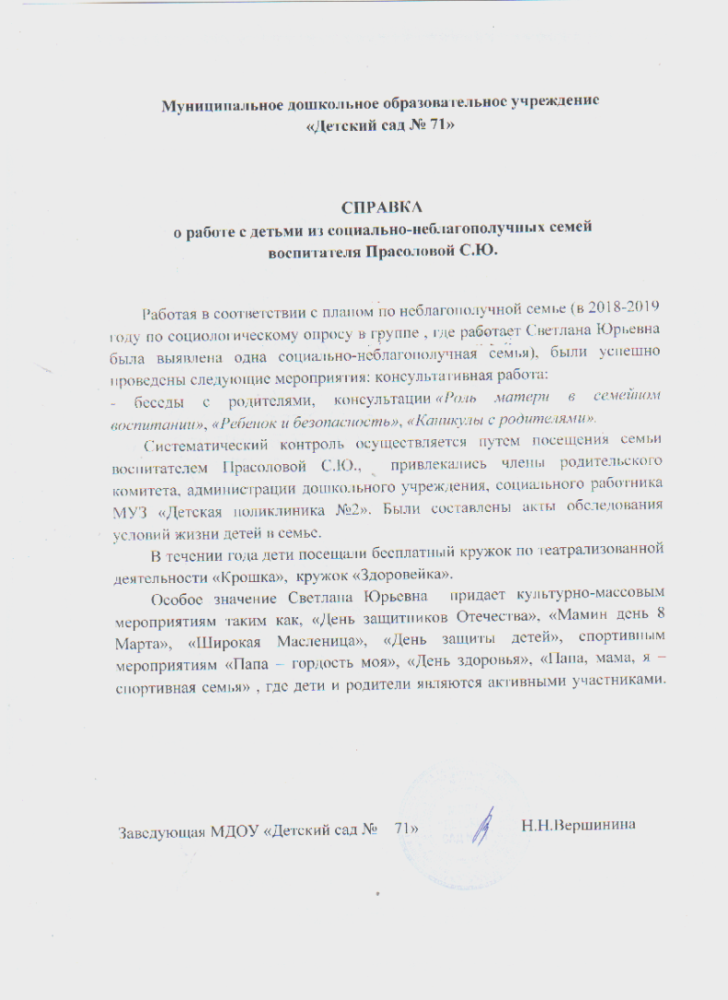 Муниципальное дошкольное образовательное учреждение
«Детский сад № 71»
СПРАВКА
о работе с детьми из социально-неблагополучных семей
воспитателя Прасоловой С.Ю.
Работая в соответствии с планом по неблагополучной семье (в 2018-2019
году по социологическому опросу в группе , где работает Светлана Юрьевна
была выявлена одна социально-неблагополучная семья), были успешно
проведены следующие мероприятия: консультативная работа:
- беседы с родителями, консультации «Роль матери в семейном
воспитании», «Ребенок и безопасность», «Каникулы с родителями».
Систематический контроль осуществляется путем посещения семьи
воспитателем Прасоловой С.Ю., привлекались члены родительского
комитета, администрации дошкольного учреждения, социального работника
МУЗ «Детская поликлиника №2». Были составлены акты обследования
условий жизни детей в семье.
В течении года дети посещали бесплатный кружок по театрализованной
деятельности «Крошка», кружок «Здоровейка».
Особое значение Светлана Юрьевна придает культурно-массовым
мероприятиям таким как, «День защитников Отечества», «Мамин день 8
Марта», «Широкая Масленица», «День защиты детей», спортивным
мероприятиям «Папа – гордость моя», «День здоровья», «Папа, мама, я –
спортивная семья» , где дети и родители являются активными участниками.
Заведующая МДОУ «Детский сад № 71» Н.Н.Вершинина